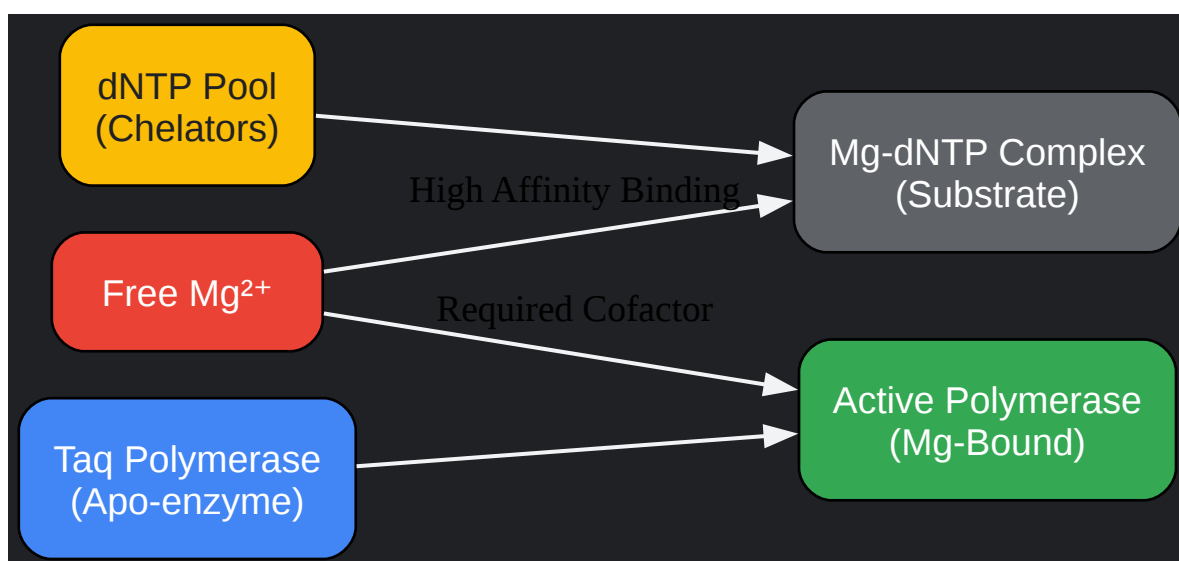 dNTP Pool
(Chelators)
Mg-dNTP Complex
(Substrate)
High Affinity Binding
Free Mg²⁺
Required Cofactor
Active Polymerase
(Mg-Bound)
Taq Polymerase
(Apo-enzyme)